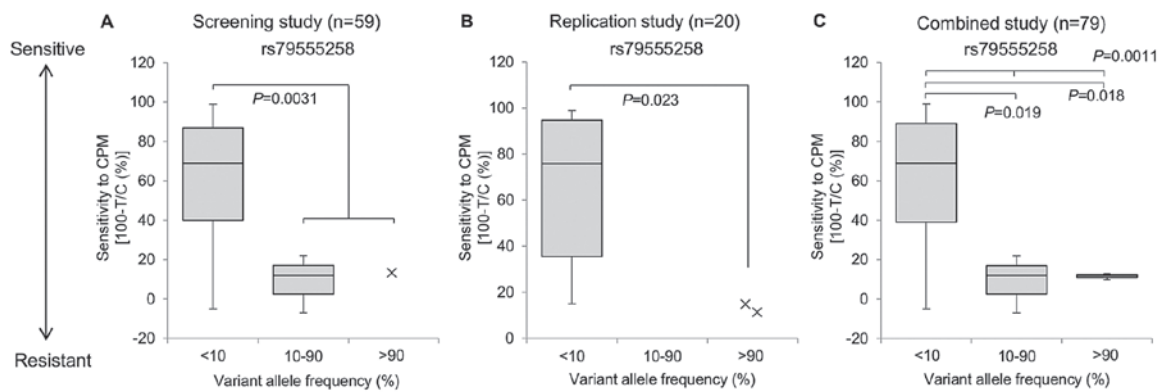 A
Screening study (n=59)
rs79555258
Sensitive
Resistant
Sensitivity to CPM
[100-T/C (%)]
120
100
80
60
40
20
0
-20
P=0.0031
<10
10-90
>90
Variant allele frequency (%)
B
Replication study (n=20)
rs79555258
Sensitivity to CPM
[100-T/C (%)]
120
100
80
60
40
20
0
P=0.023
<10
10-90
>90
Variant allele frequency (%)
C
Combined study (n=79)
rs79555258
Sensitivity to CPM
[100-T/C (%)]
120
100
80
60
40
20
0
-20
P=0.0011
P=0.018
P=0.019
<10
10-90
>90
Variant allele frequency (%)